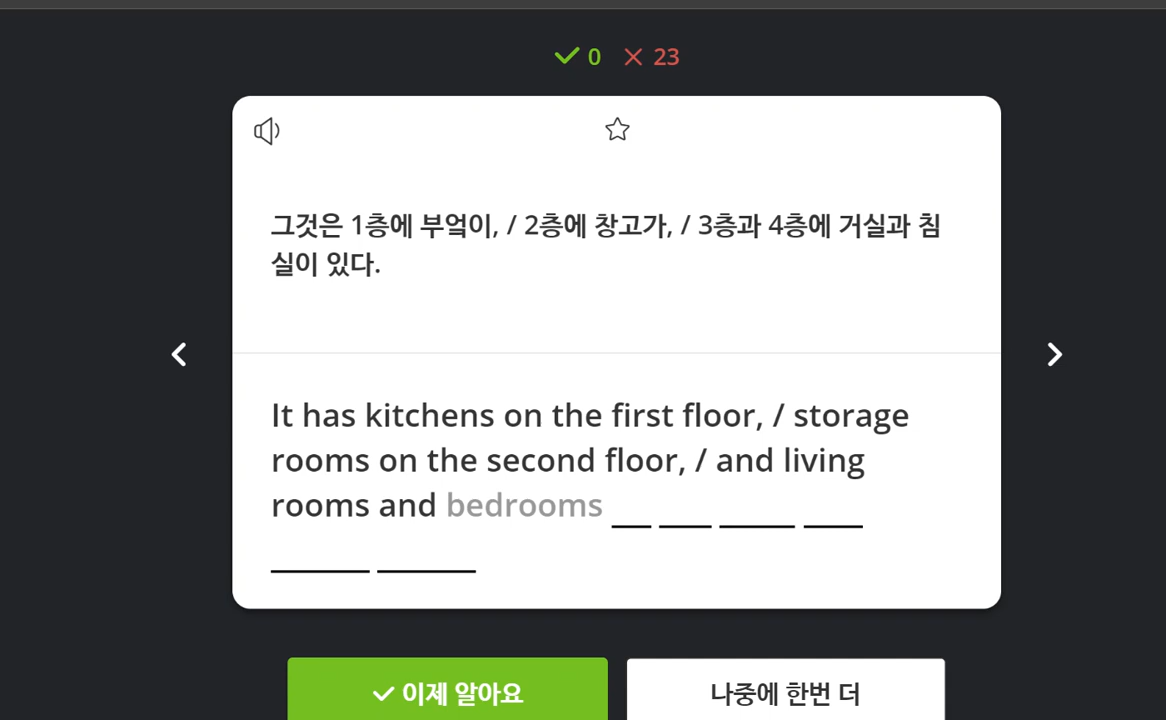 0 23
그것은 1층에 부엌이, / 2층에 창고가, / 3층과 4층에 거실과 침
실이 있다.
It has kitchens on the first floor, / storage
rooms on the second floor, / and living
rooms and bedrooms
이제 알아요 나중에 한번 더